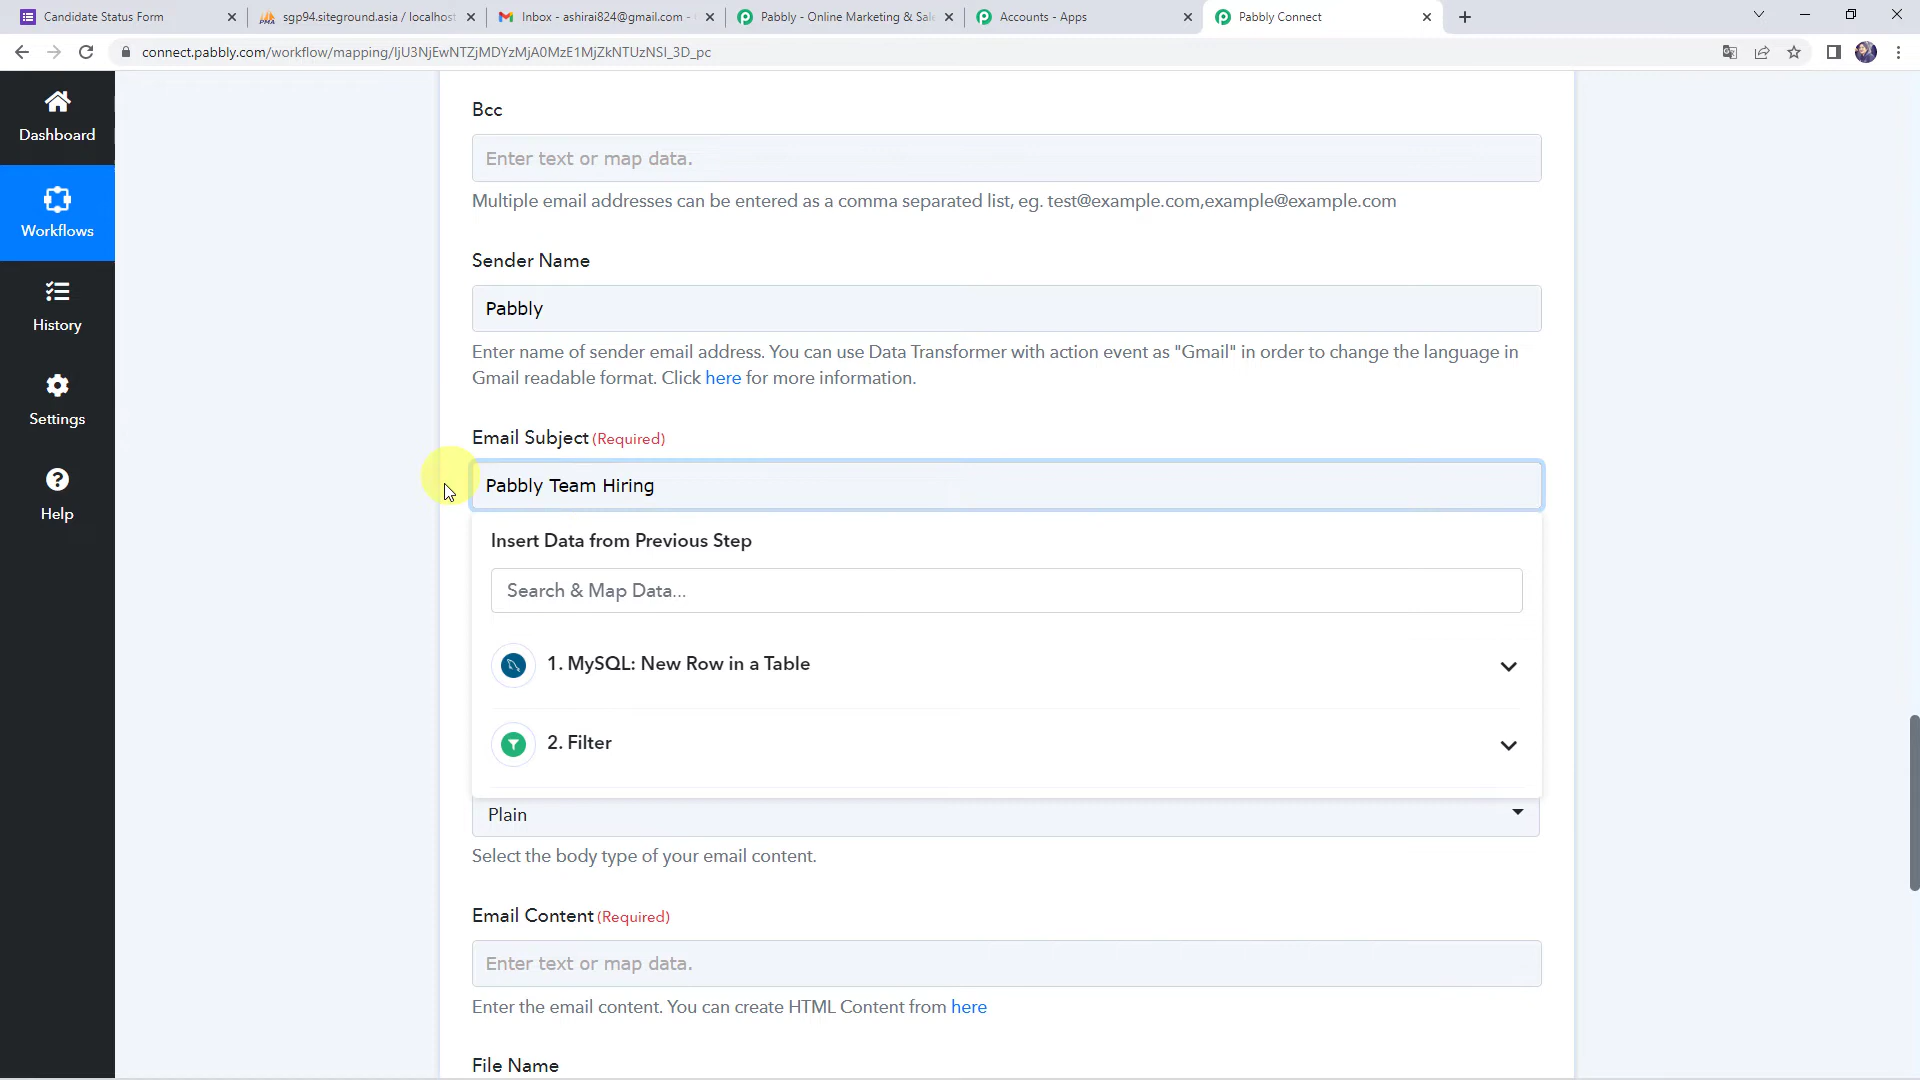 Candidate Status Form
sgp94.siteground.asia / localhost
Inbox - ashirai824@gmail.com -
Pabbly - Online Marketing & Sale
Accounts - Apps
Pabbly Connect
connect.pabbly.com/workflow/mapping/IjU3NjEwNTZjMDYzMjA0MzE1MjZkNTUzNSI_3D_pc
Dashboard
Workflows
History
Settings
Help
Bcc
Enter text or map data.
Multiple email addresses can be entered as a comma separated list, eg. test@example.com,example@example.com
Sender Name
Pabbly
Enter name of sender email address. You can use Data Transformer with action event as "Gmail" in order to change the language in
Gmail readable format. Click here for more information.
Email Subject (Required)
Pabbly Team Hiring
Insert Data from Previous Step
Search & Map Data...
1. MySQL: New Row in a Table
2. Filter
Plain
Select the body type of your email content.
Email Content (Required)
Enter text or map data.
Enter the email content. You can create HTML Content from here
File Name